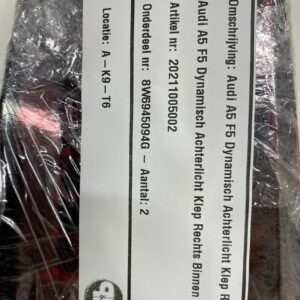 Omschrijving: Audi A5 F5 Dynamisch Achterlicht Klep R
Audi A5 F5 Dynamisch Achterlicht Klep Rechts Binnen
Artikel nr: 20211005002
Onderdeel nr: 8W6945094G - Aantal: 2
Locatie: A-K9-T6